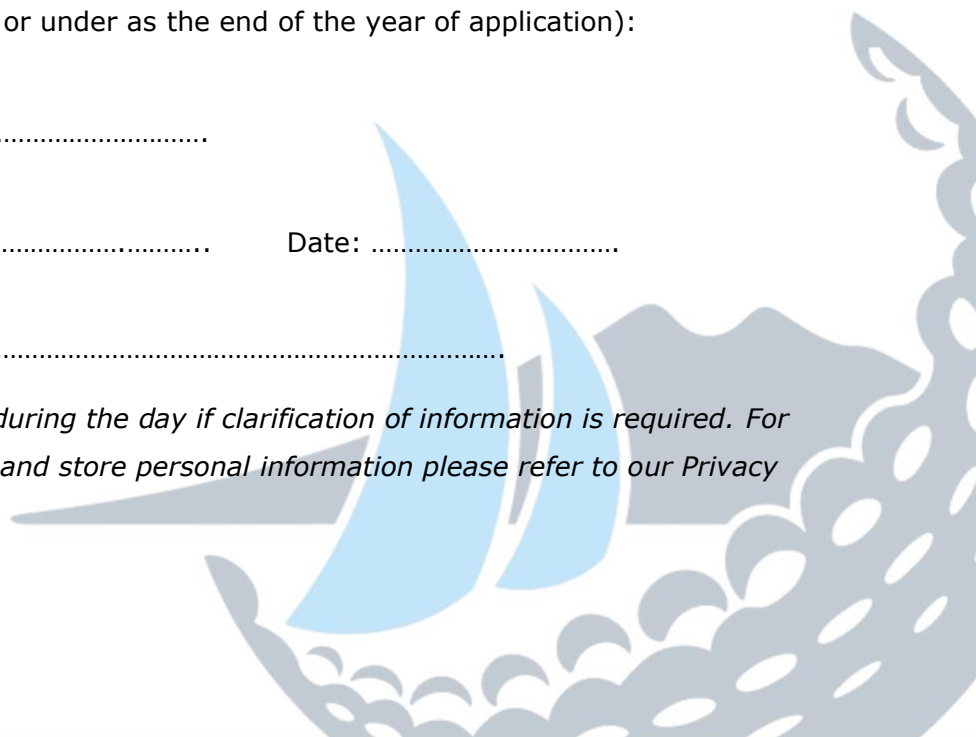 or under as the end of the year of application):
……………………….
……………….……….. Date: …………………………….
……………………………………………………….
during the day if clarification of information is required. For
and store personal information please refer to our Privacy